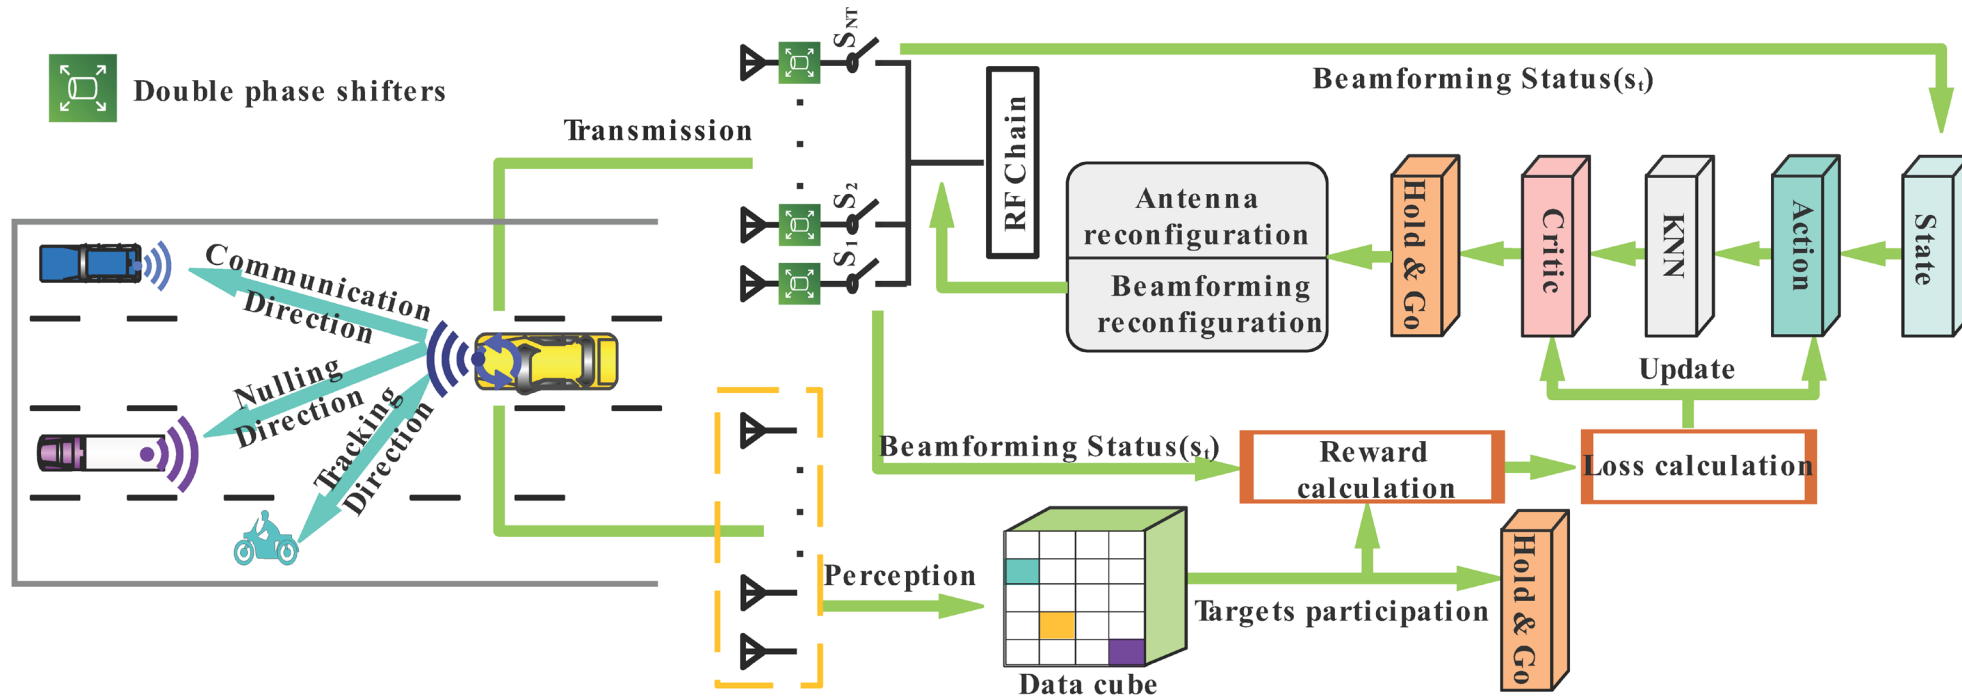 Double phase shifters
Transmission
S_NT
S_2
S_1
RF Chain
Beamforming Status(s_t)
Antenna
reconfiguration
Beamforming
reconfiguration
Hold & Go
Critic
KNN
Action
State
Update
Communication
Direction
Nulling
Direction
Tracking
Direction
Beamforming Status(s_t)
Reward
calculation
Loss calculation
Perception
Data cube
Targets participation
Hold & Go